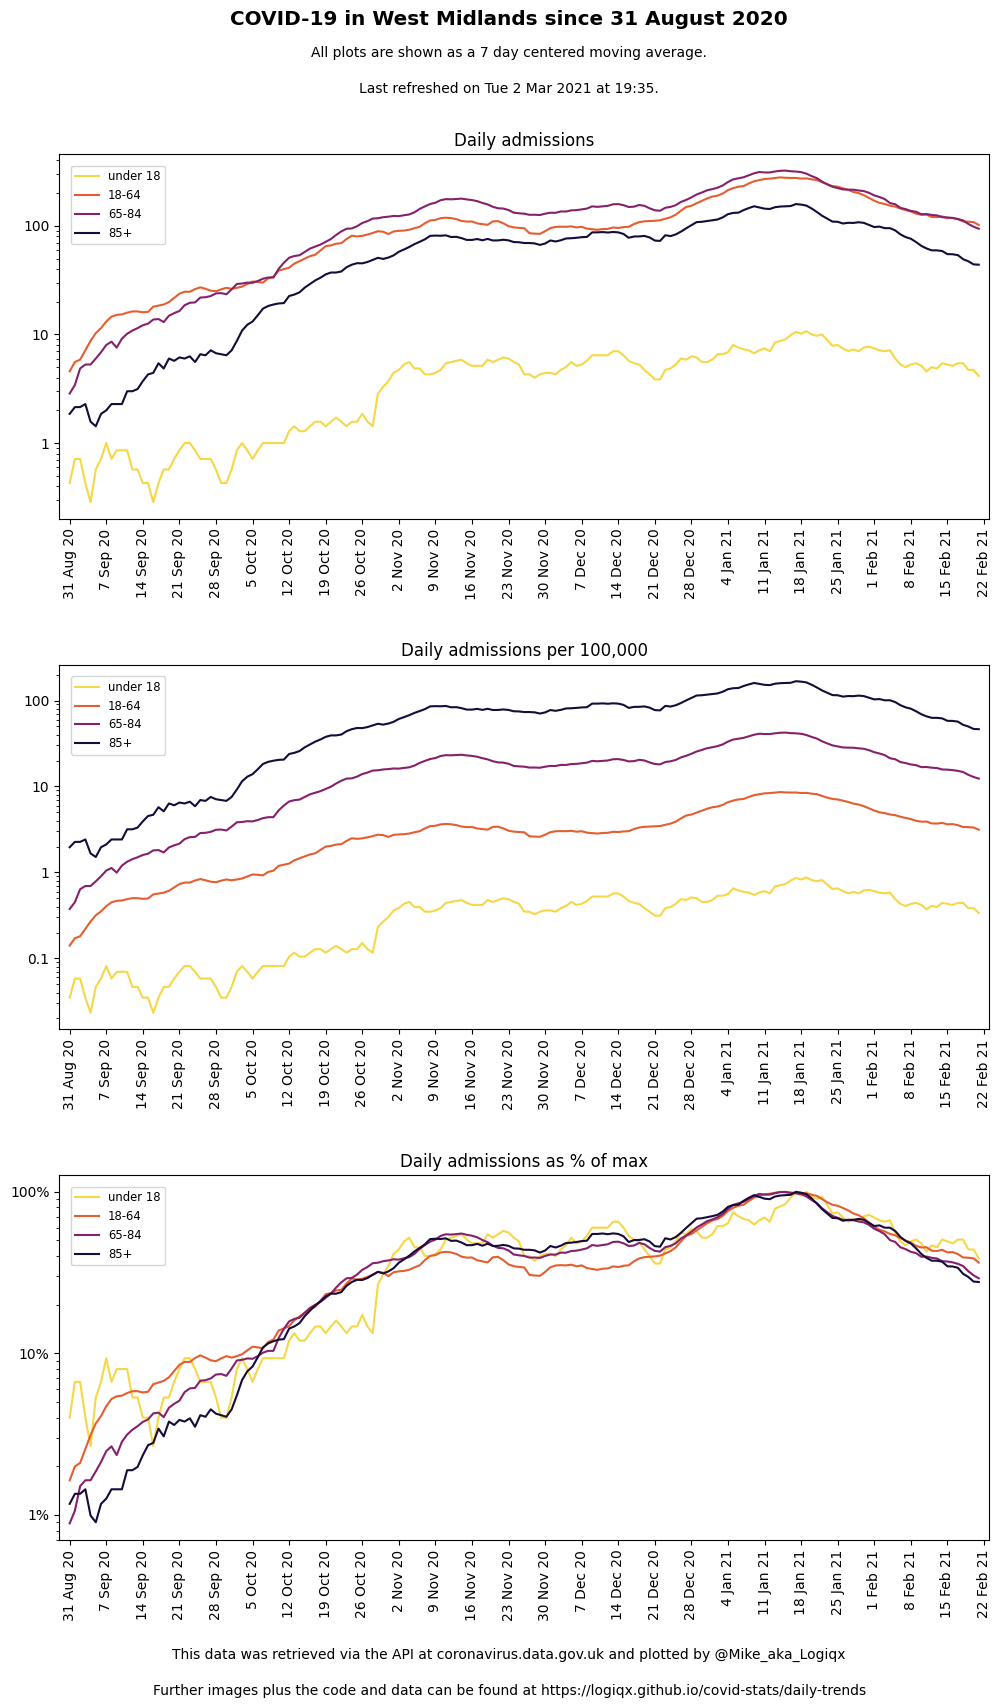 COVID-19 in West Midlands since 31 August 2020
All plots are shown as a 7 day centered moving average.
Last refreshed on Tue 2 Mar 2021 at 19:35.
Daily admissions
under 18
18-64
65-84
85+
100
10
1
31 Aug 20
7 Sep 20
14 Sep 20
21 Sep 20
28 Sep 20
5 Oct 20
12 Oct 20
19 Oct 20
26 Oct 20
2 Nov 20
9 Nov 20
16 Nov 20
23 Nov 20
30 Nov 20
7 Dec 20
14 Dec 20
21 Dec 20
28 Dec 20
4 Jan 21
11 Jan 21
18 Jan 21
25 Jan 21
1 Feb 21
8 Feb 21
15 Feb 21
22 Feb 21
Daily admissions per 100,000
under 18
18-64
65-84
85+
100
10
1
0.1
31 Aug 20
7 Sep 20
14 Sep 20
21 Sep 20
28 Sep 20
5 Oct 20
12 Oct 20
19 Oct 20
26 Oct 20
2 Nov 20
9 Nov 20
16 Nov 20
23 Nov 20
30 Nov 20
7 Dec 20
14 Dec 20
21 Dec 20
28 Dec 20
4 Jan 21
11 Jan 21
18 Jan 21
25 Jan 21
1 Feb 21
8 Feb 21
15 Feb 21
22 Feb 21
Daily admissions as % of max
under 18
18-64
65-84
85+
100%
10%
1%
31 Aug 20
7 Sep 20
14 Sep 20
21 Sep 20
28 Sep 20
5 Oct 20
12 Oct 20
19 Oct 20
26 Oct 20
2 Nov 20
9 Nov 20
16 Nov 20
23 Nov 20
30 Nov 20
7 Dec 20
14 Dec 20
21 Dec 20
28 Dec 20
4 Jan 21
11 Jan 21
18 Jan 21
25 Jan 21
1 Feb 21
8 Feb 21
15 Feb 21
22 Feb 21
This data was retrieved via the API at coronavirus.data.gov.uk and plotted by @Mike_aka_Logiqx
Further images plus the code and data can be found at https://logiqx.github.io/covid-stats/daily-trends